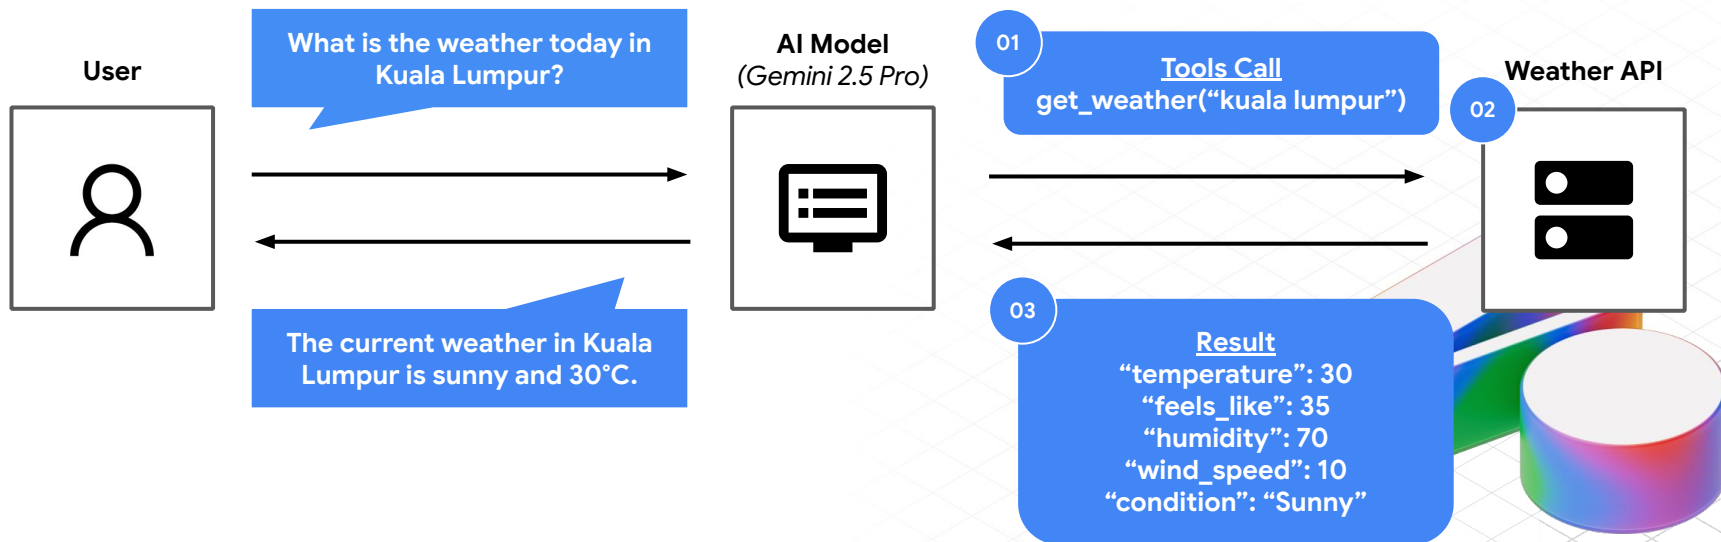 User
What is the weather today in
Kuala Lumpur?
The current weather in Kuala
Lumpur is sunny and 30°C.
AI Model
(Gemini 2.5 Pro)
01
Tools Call
get_weather(“kuala lumpur”)
Weather API
02
03
Result
“temperature”: 30
“feels_like”: 35
“humidity”: 70
“wind_speed”: 10
“condition”: “Sunny”